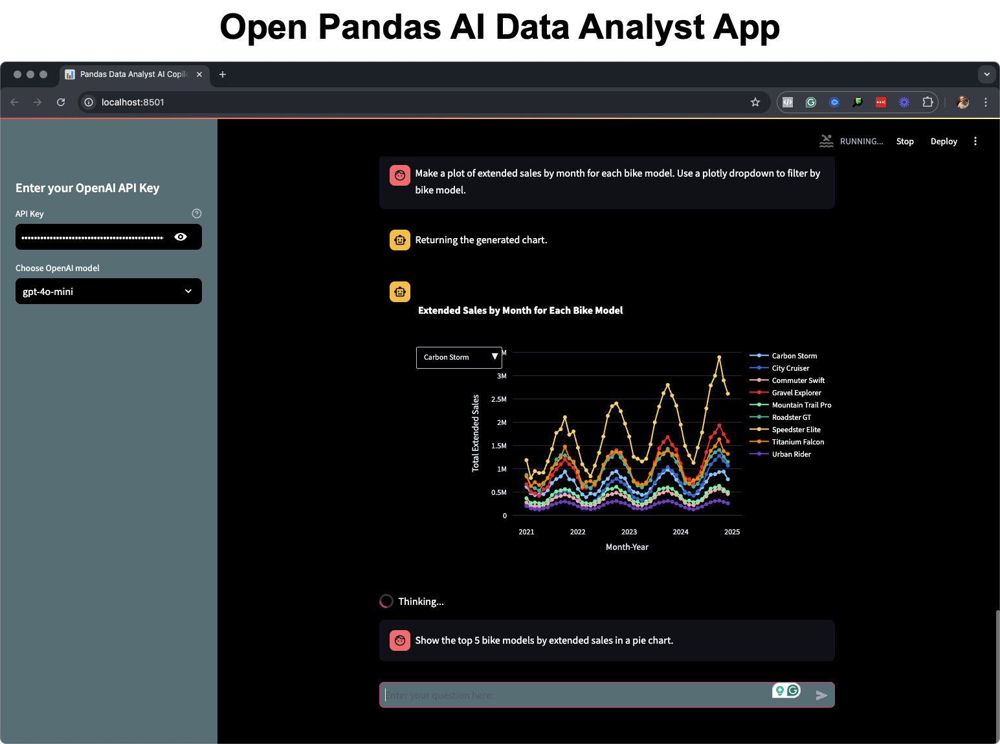 Open Pandas AI Data Analyst App
Pandas Data Analyst AI Copil
localhost:8501
RUNNING...
Stop
Deploy
Enter your OpenAI API Key
API Key
Choose OpenAI model
gpt-4o-mini
Make a plot of extended sales by month for each bike model. Use a plotly dropdown to filter by
bike model.
Returning the generated chart.
Extended Sales by Month for Each Bike Model
Carbon Storm
M
3M
2.5M
2M
1.5M
1M
0.5M
0
Total Extended Sales
2021
2022
2023
2024
2025
Month-Year
Carbon Storm
City Cruiser
Commuter Swift
Gravel Explorer
Mountain Trail Pro
Roadster GT
Speedster Elite
Titanium Falcon
Urban Rider
Thinking...
Show the top 5 bike models by extended sales in a pie chart.
Enter your question here: